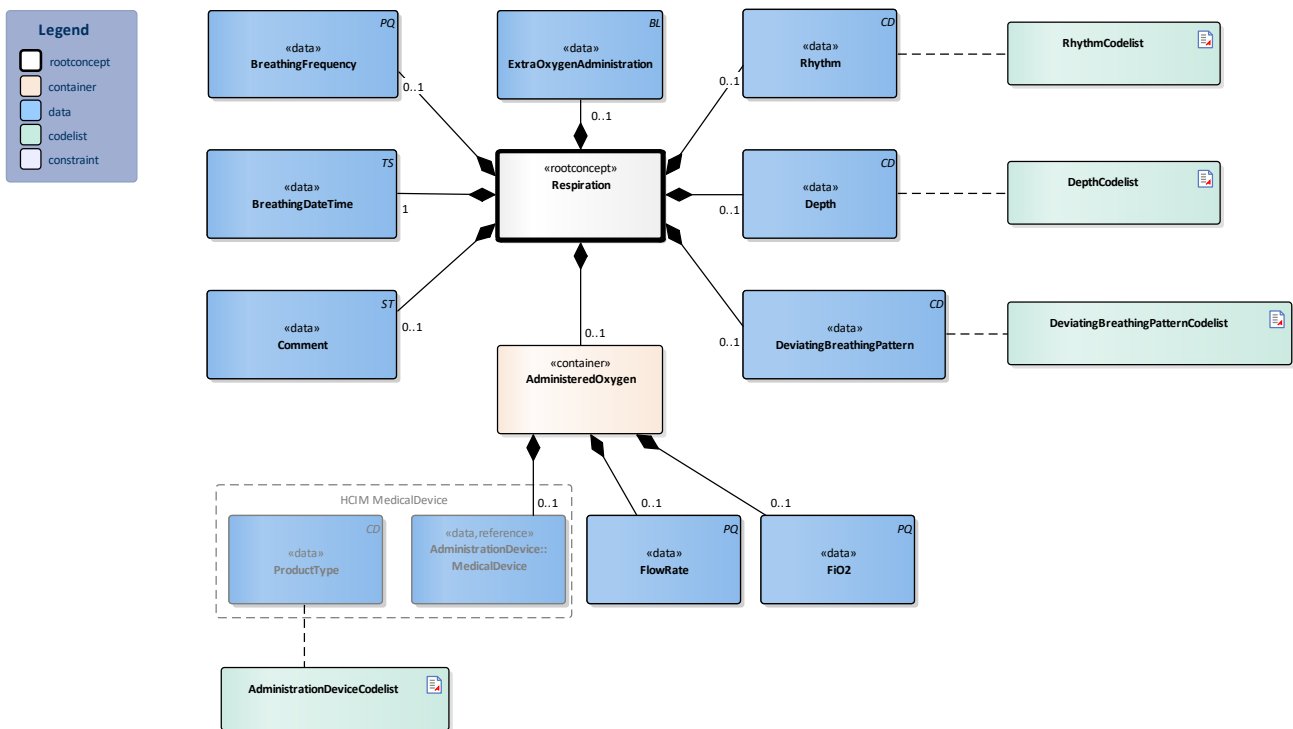 Legend
rootconcept
container
data
codelist
constraint
PQ
«data»
BreathingFrequency
0..1
BL
«data»
ExtraOxygenAdministration
0..1
CD
«data»
Rhythm
0..1
RhythmCodelist
TS
«data»
BreathingDateTime
1
«rootconcept»
Respiration
CD
«data»
Depth
0..1
DepthCodelist
ST
«data»
Comment
0..1
0..1
CD
«data»
DeviatingBreathingPattern
0..1
DeviatingBreathingPatternCodelist
«container»
AdministeredOxygen
HCIM MedicalDevice
0..1
0..1
0..1
CD
«data»
ProductType
«data,reference»
AdministrationDevice::
MedicalDevice
PQ
«data»
FlowRate
PQ
«data»
FiO2
AdministrationDeviceCodelist